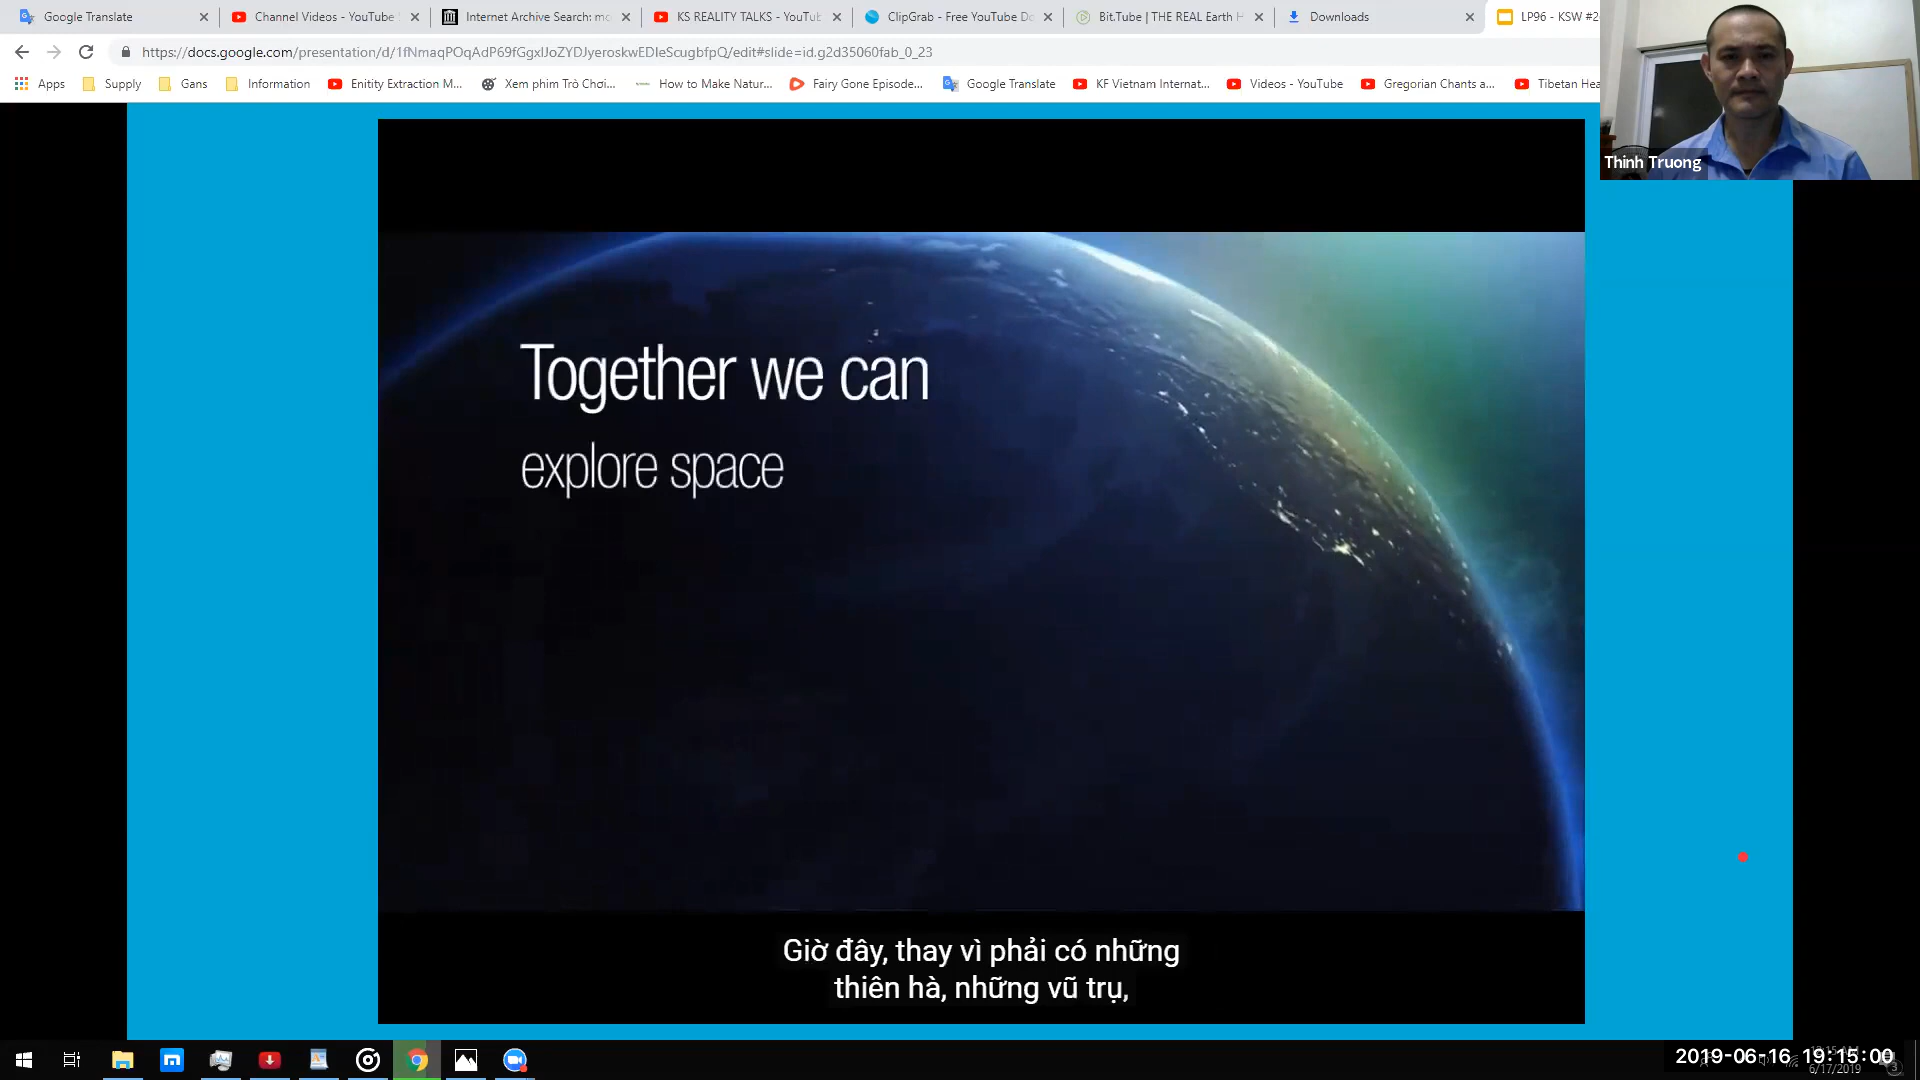 Google Translate
Channel Videos - YouTube
Internet Archive Search: mo
KS REALITY TALKS - YouTub
ClipGrab - Free YouTube Do
Bit.Tube | THE REAL Earth H
Downloads
LP96 - KSW #2
https://docs.google.com/presentation/d/1fNmaqPOqAdP69fGgxlJoZYDJyeroskwEDIeScugbfpQ/edit#slide=id.g2d35060fab_0_23
Apps
Supply
Gans
Information
Enitity Extraction M...
Xem phim Trò Chơi...
How to Make Natur...
Fairy Gone Episode...
Google Translate
KF Vietnam Internat...
Videos - YouTube
Gregorian Chants a...
Tibetan Hea
Thinh Truong
Together we can
explore space
Giờ đây, thay vì phải có những
thiên hà, những vũ trụ,
2019-06-16 19:15:00
6/17/2019